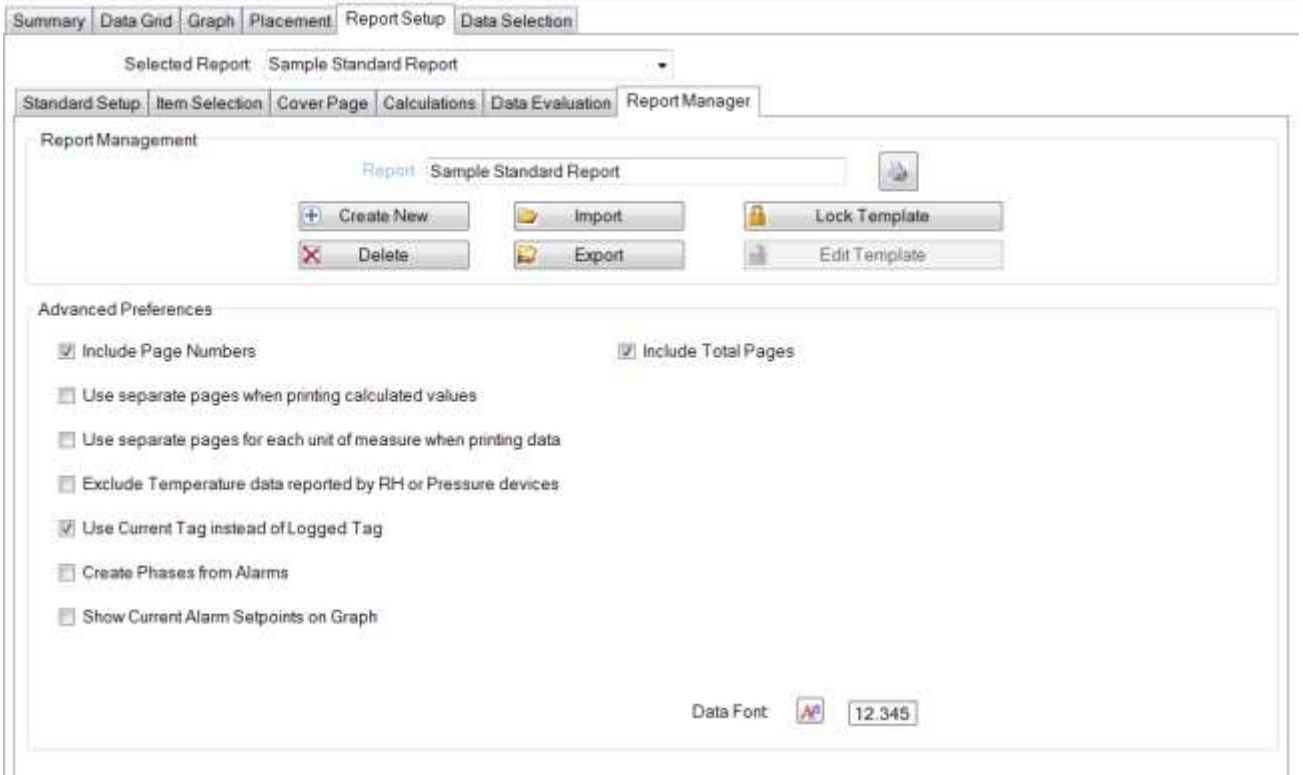 Summary Data Grid Graph Placement Report Setup Data Selection
Selected Report Sample Standard Report
Standard Setup Item Selection Cover Page Calculations Data Evaluation Report Manager
Report Management
Report Sample Standard Report
Create New Import Lock Template
Delete Export Edit Template
Advanced Preferences
Include Page Numbers Include Total Pages
Use separate pages when printing calculated values
Use separate pages for each unit of measure when printing data
Exclude Temperature data reported by RH or Pressure devices
Use Current Tag instead of Logged Tag
Create Phases from Alarms
Show Current Alarm Setpoints on Graph
Data Font: 12.345